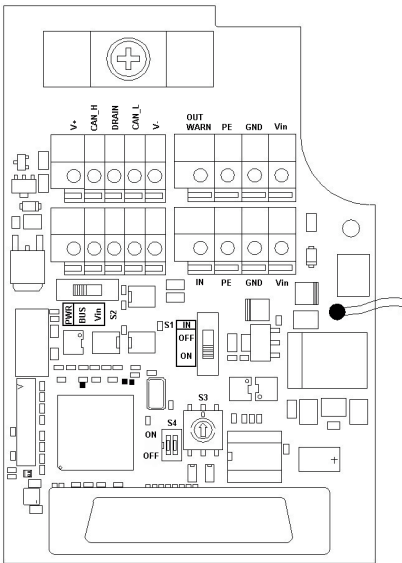 V+ CAN_H DRAIN CAN_L V-
OUT
WARN PE GND Vin
IN PE GND Vin
PWR
BUS Vin S2
S1 IN
OFF
ON
S3
S4
ON
OFF
+